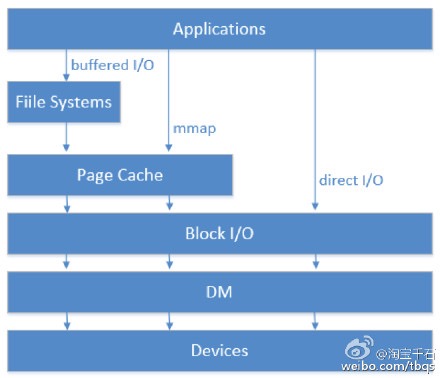 Applications
buffered I/O
Fiile Systems
mmap
Page Cache
direct I/O
Block I/O
DM
Devices
@淘宝千石
weibo.com/tbqs